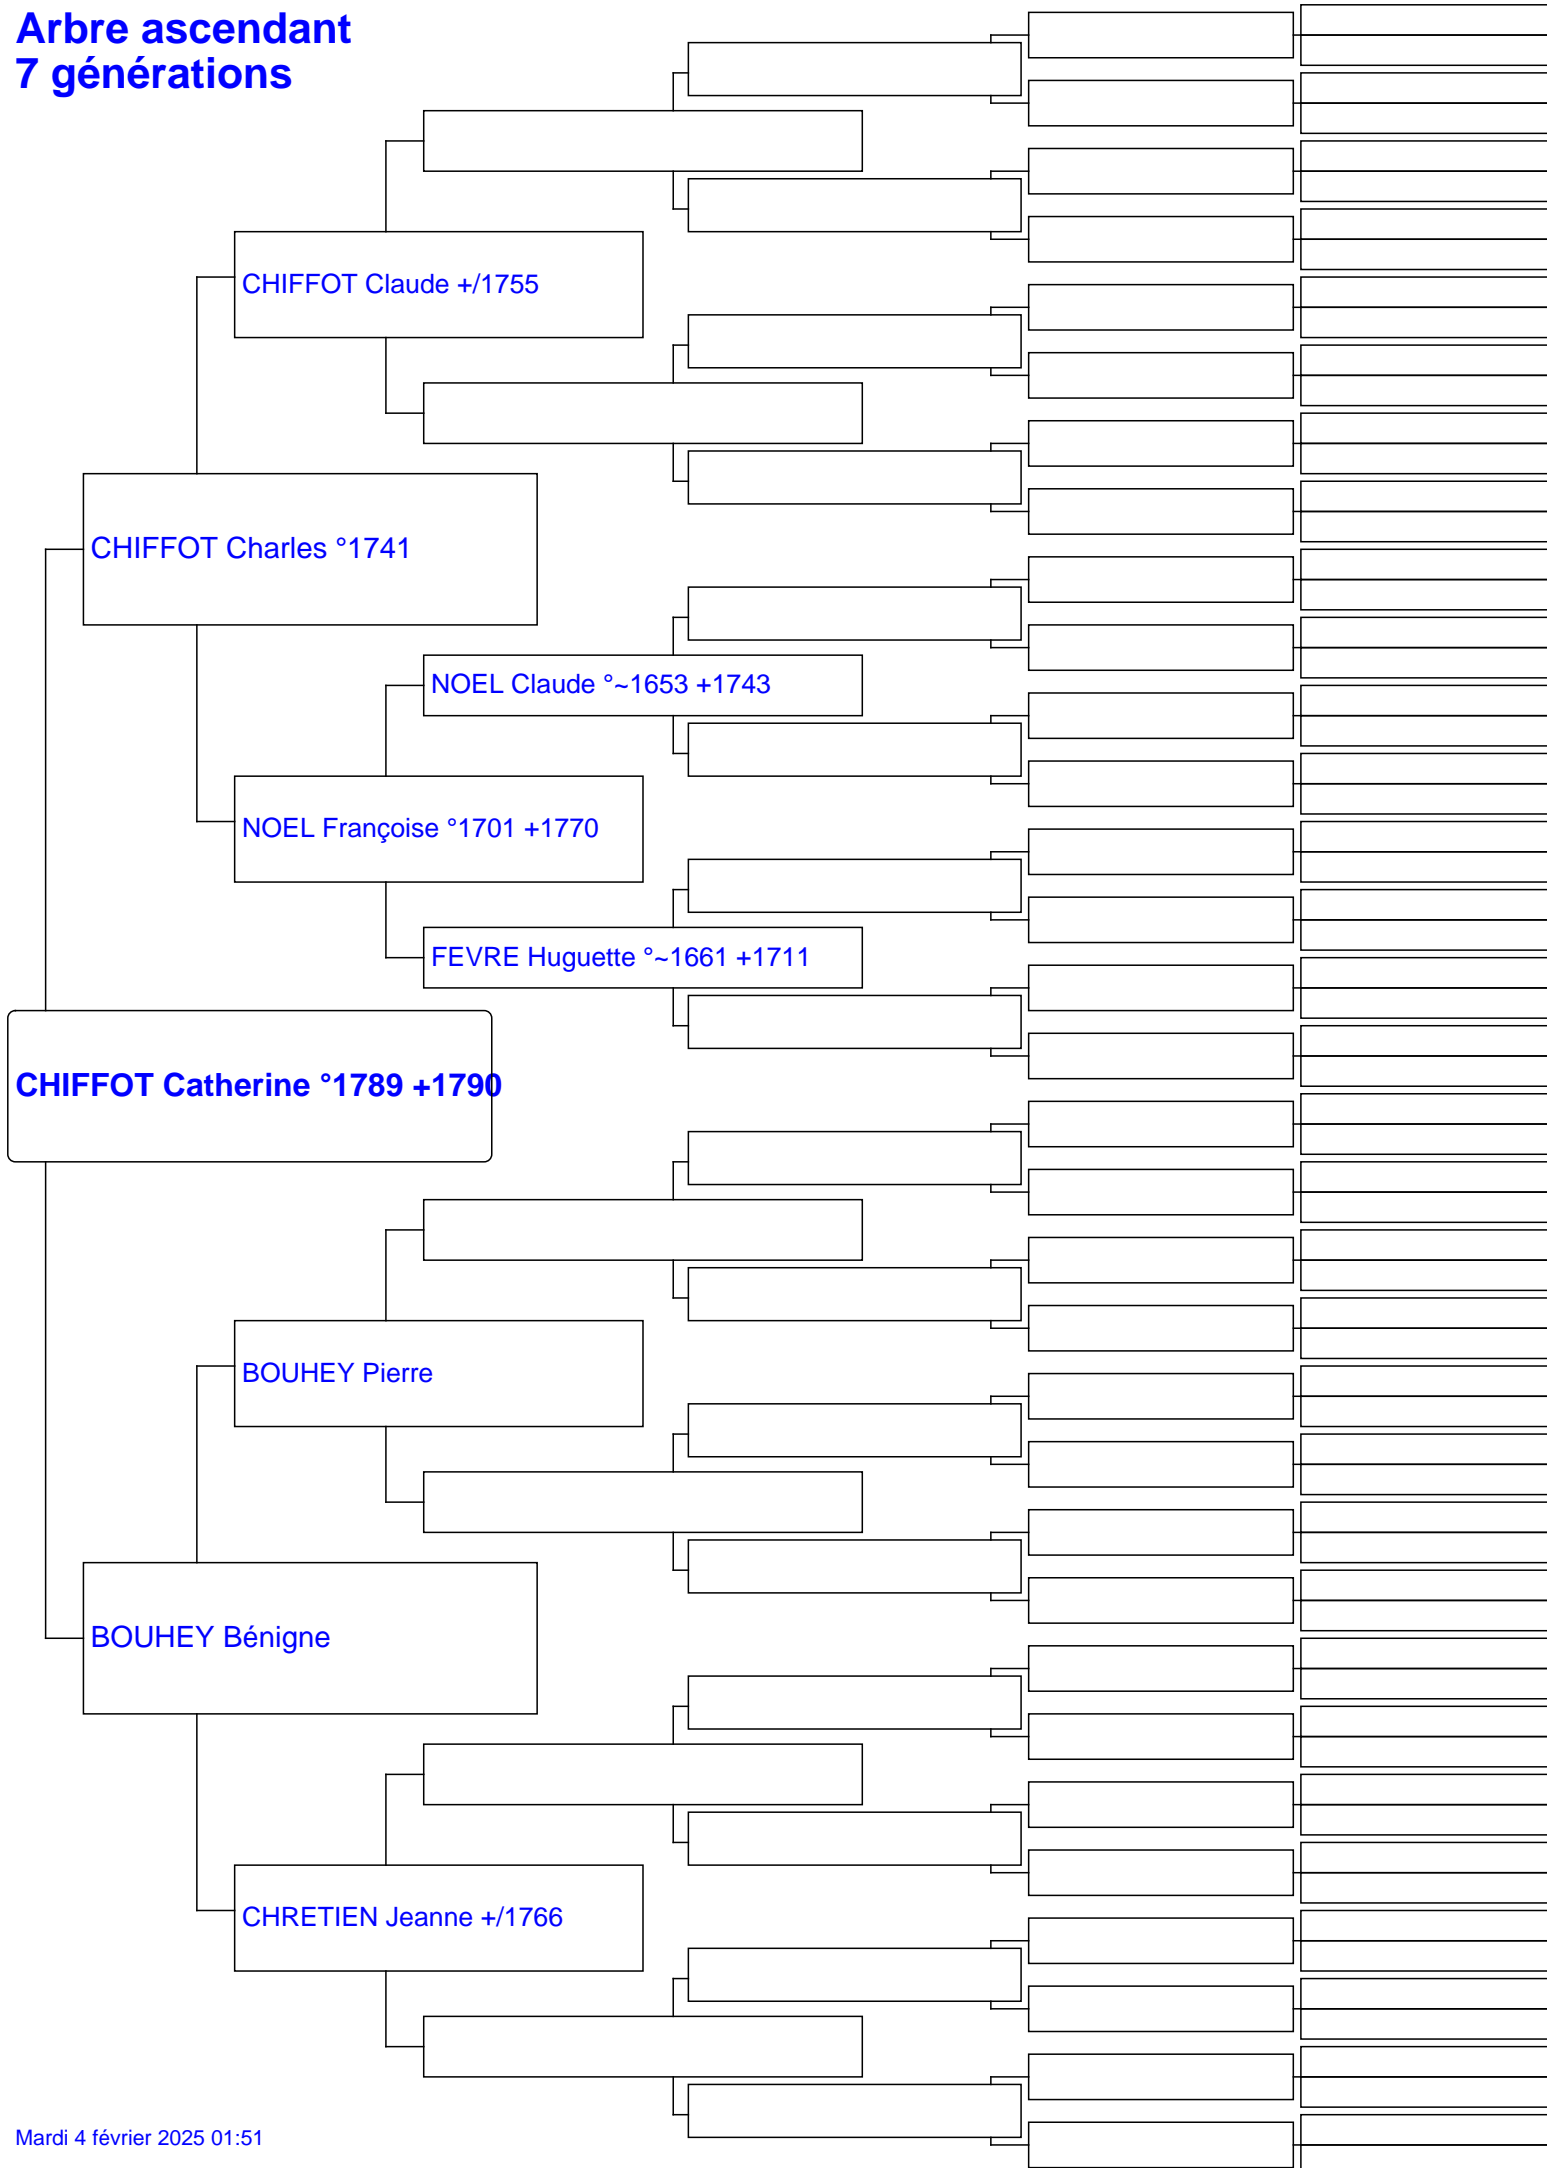 Arbre ascendant
7 générations
CHIFFOT Claude +/1755
CHIFFOT Charles °1741
NOEL Claude °~1653 +1743
NOEL Françoise °1701 +1770
FEVRE Huguette °~1661 +1711
CHIFFOT Catherine °1789 +1790
BOUHEY Pierre
BOUHEY Bénigne
CHRETIEN Jeanne +/1766
Mardi 4 février 2025 01:51